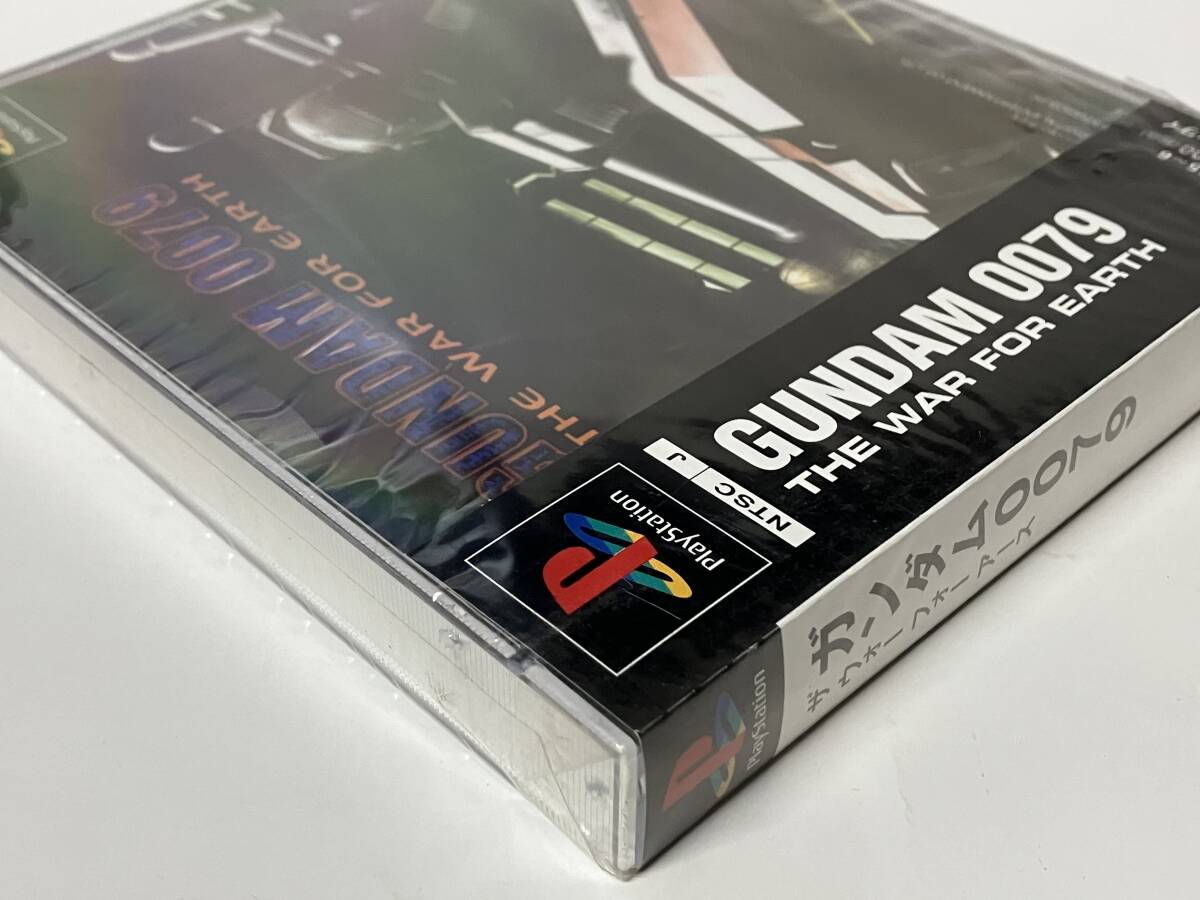 GUNDAM 0079
THE WAR FOR EARTH
NTSC
J
PlayStation
GUNDAM 0079
THE WAR FOR EARTH
ガンダム0079
ザ ウォー フォー アース
PlayStation